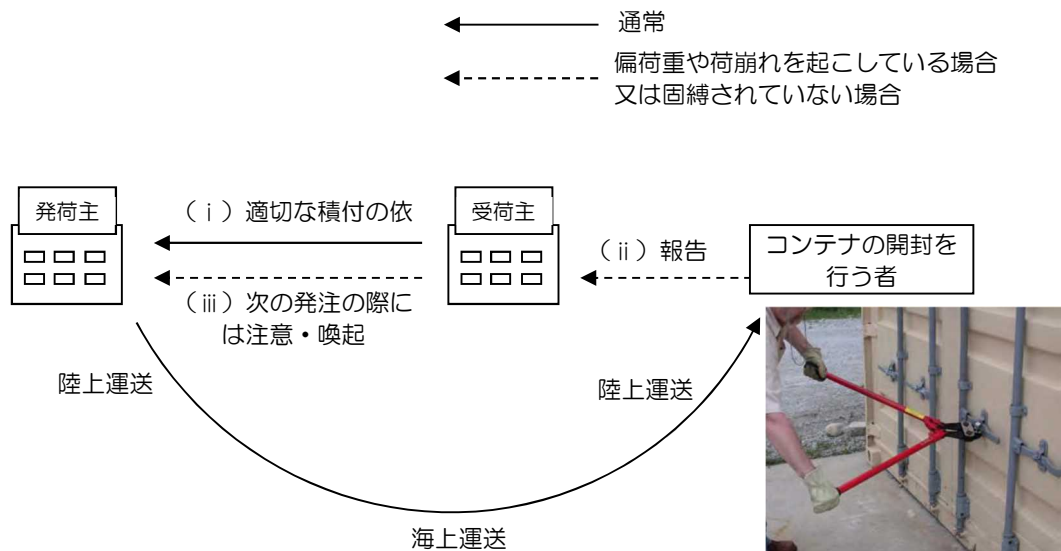 通常
偏荷重や荷崩れを起こしている場合
又は固縛されていない場合
発荷主
(ⅰ)適切な積付の依
受荷主
(ⅱ)報告
コンテナの開封を
行う者
(ⅲ)次の発注の際に
は注意・喚起
陸上運送
陸上運送
海上運送